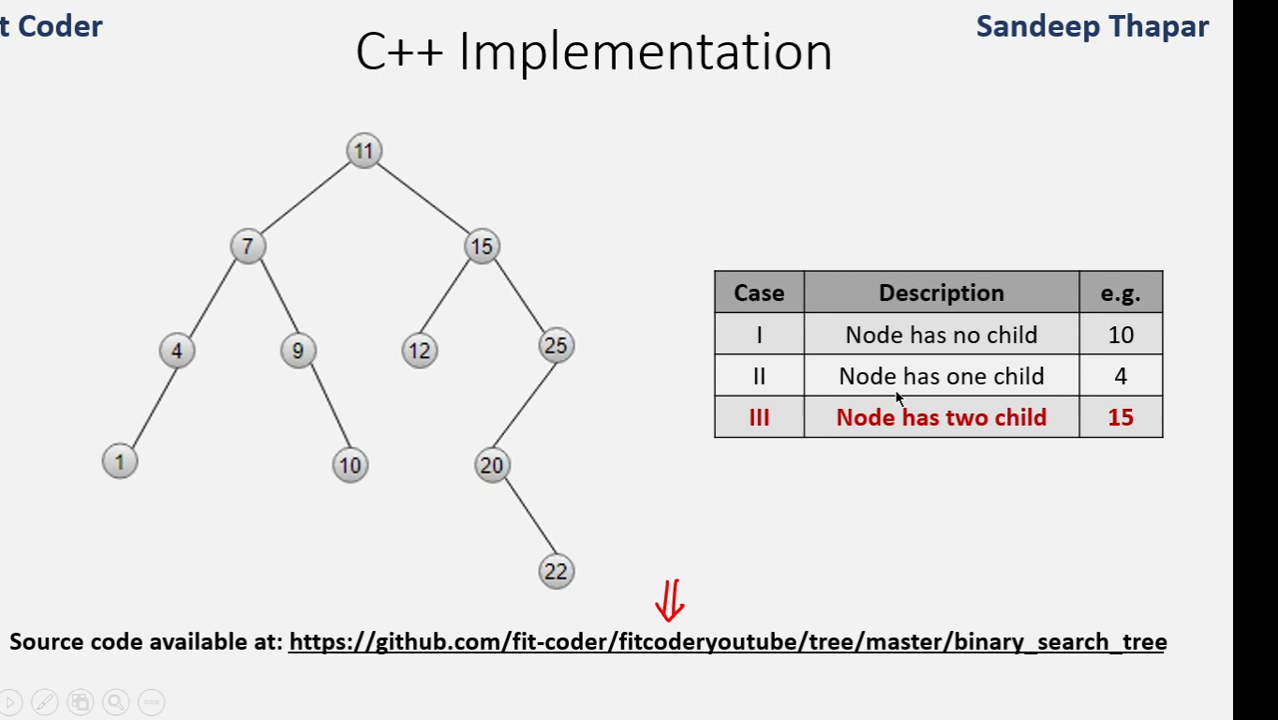 t Coder
Sandeep Thapar
C++ Implementation
11
7
15
4
9
12
25
1
10
20
22
Case Description e.g.
I Node has no child 10
II Node has one child 4
III Node has two child 15
Source code available at: https://github.com/fit-coder/fitcoderyoutube/tree/master/binary_search_tree